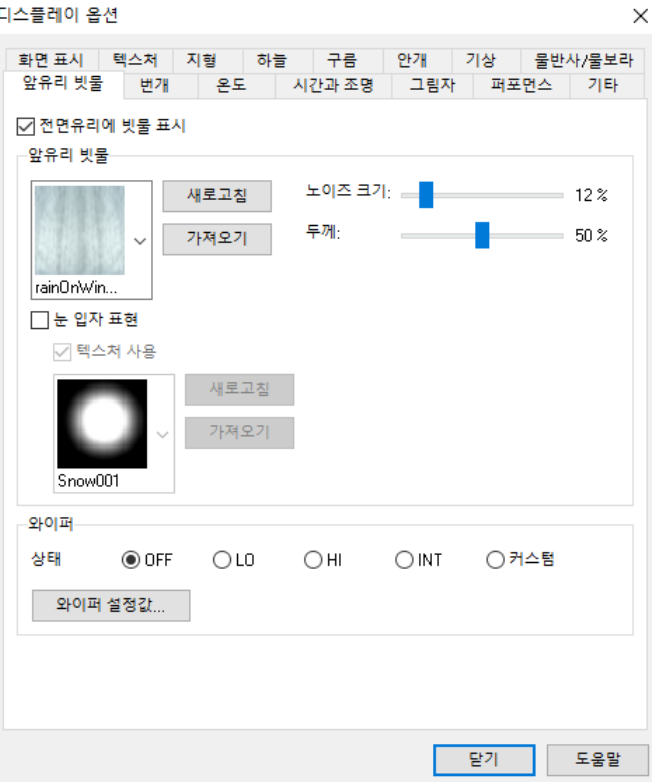 디스플레이 옵션
화면 표시 텍스처 지형 하늘 구름 안개 기상 물반사/물보라
앞유리 빗물 번개 온도 시간과 조명 그림자 퍼포먼스 기타
전면유리에 빗물 표시
앞유리 빗물
새로고침 노이즈 크기: 12 %
가져오기 두께: 50 %
rainOnWin...
눈 입자 표현
텍스처 사용
새로고침
가져오기
Snow001
와이퍼
상태 OFF LO HI INT 커스텀
와이퍼 설정값...
닫기 도움말